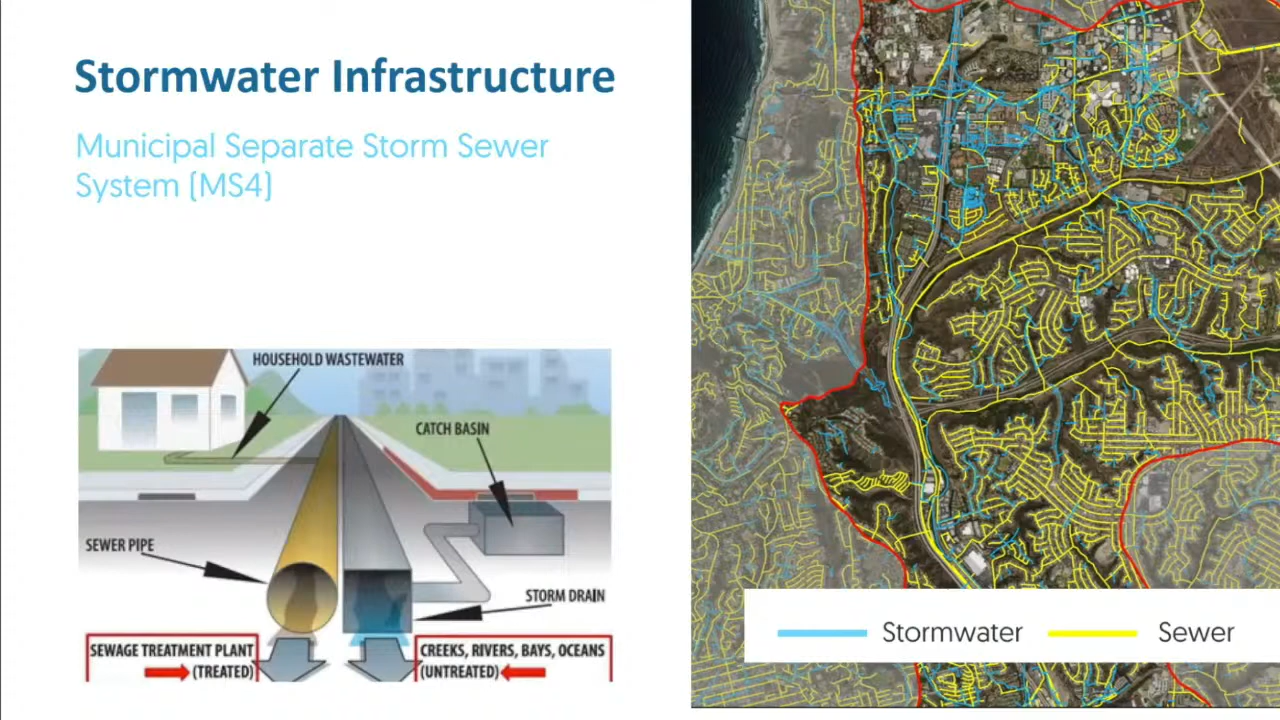 Stormwater Infrastructure
Municipal Separate Storm Sewer
System (MS4)
HOUSEHOLD WASTEWATER
CATCH BASIN
SEWER PIPE
STORM DRAIN
SEWAGE TREATMENT PLANT
(TREATED)
CREEKS, RIVERS, BAYS, OCEANS
(UNTREATED)
Stormwater
Sewer